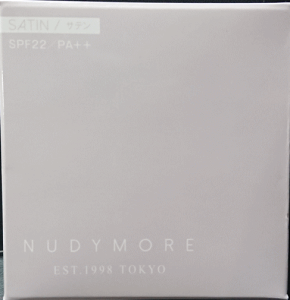 SATIN / サテン
SPF22 / PA++
NUDYMORE
EST.1998 TOKYO